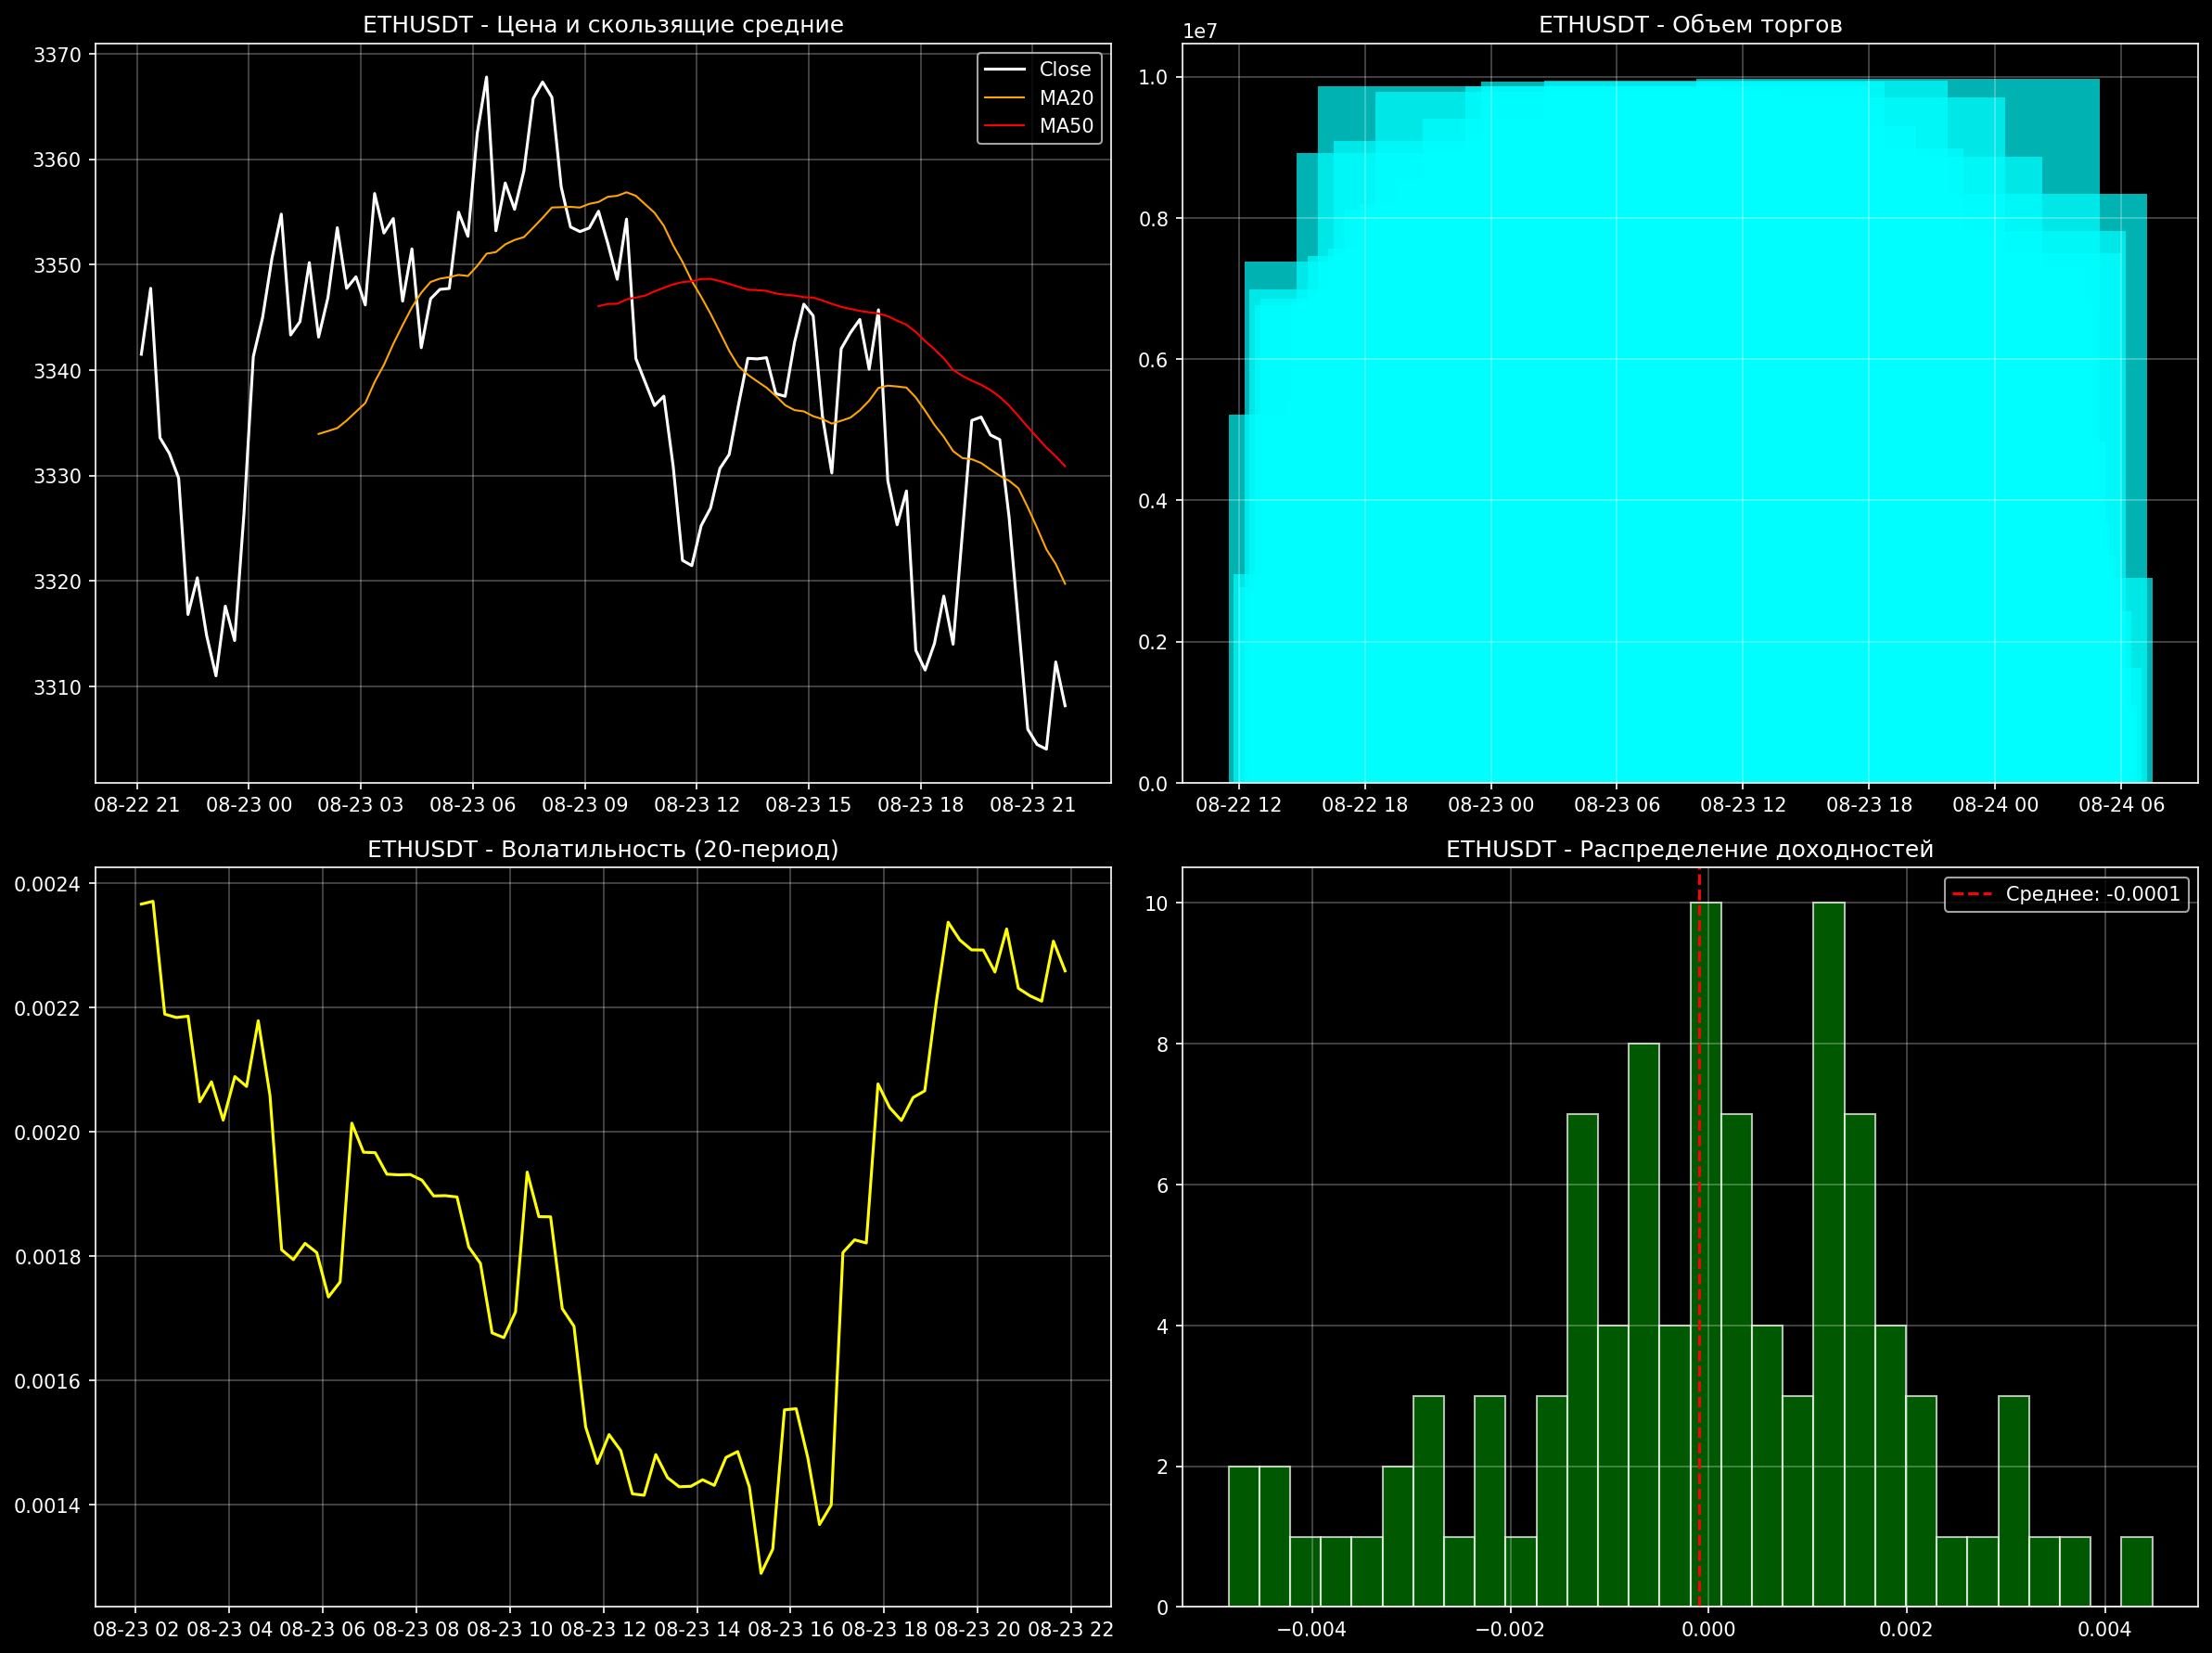 ETHUSDT - Цена и скользящие средние
3370
3360
3350
3340
3330
3320
3310
Close
MA20
MA50
08-22 21 08-23 00 08-23 03 08-23 06 08-23 09 08-23 12 08-23 15 08-23 18 08-23 21
ETHUSDT - Объем торгов
1e7
1.0
0.8
0.6
0.4
0.2
0.0
08-22 12 08-22 18 08-23 00 08-23 06 08-23 12 08-23 18 08-24 00 08-24 06
ETHUSDT - Волатильность (20-период)
0.0024
0.0022
0.0020
0.0018
0.0016
0.0014
08-23 02 08-23 04 08-23 06 08-23 08 08-23 10 08-23 12 08-23 14 08-23 16 08-23 18 08-23 20 08-23 22
ETHUSDT - Распределение доходностей
Среднее: -0.0001
10
8
6
4
2
0
−0.004 −0.002 0.000 0.002 0.004